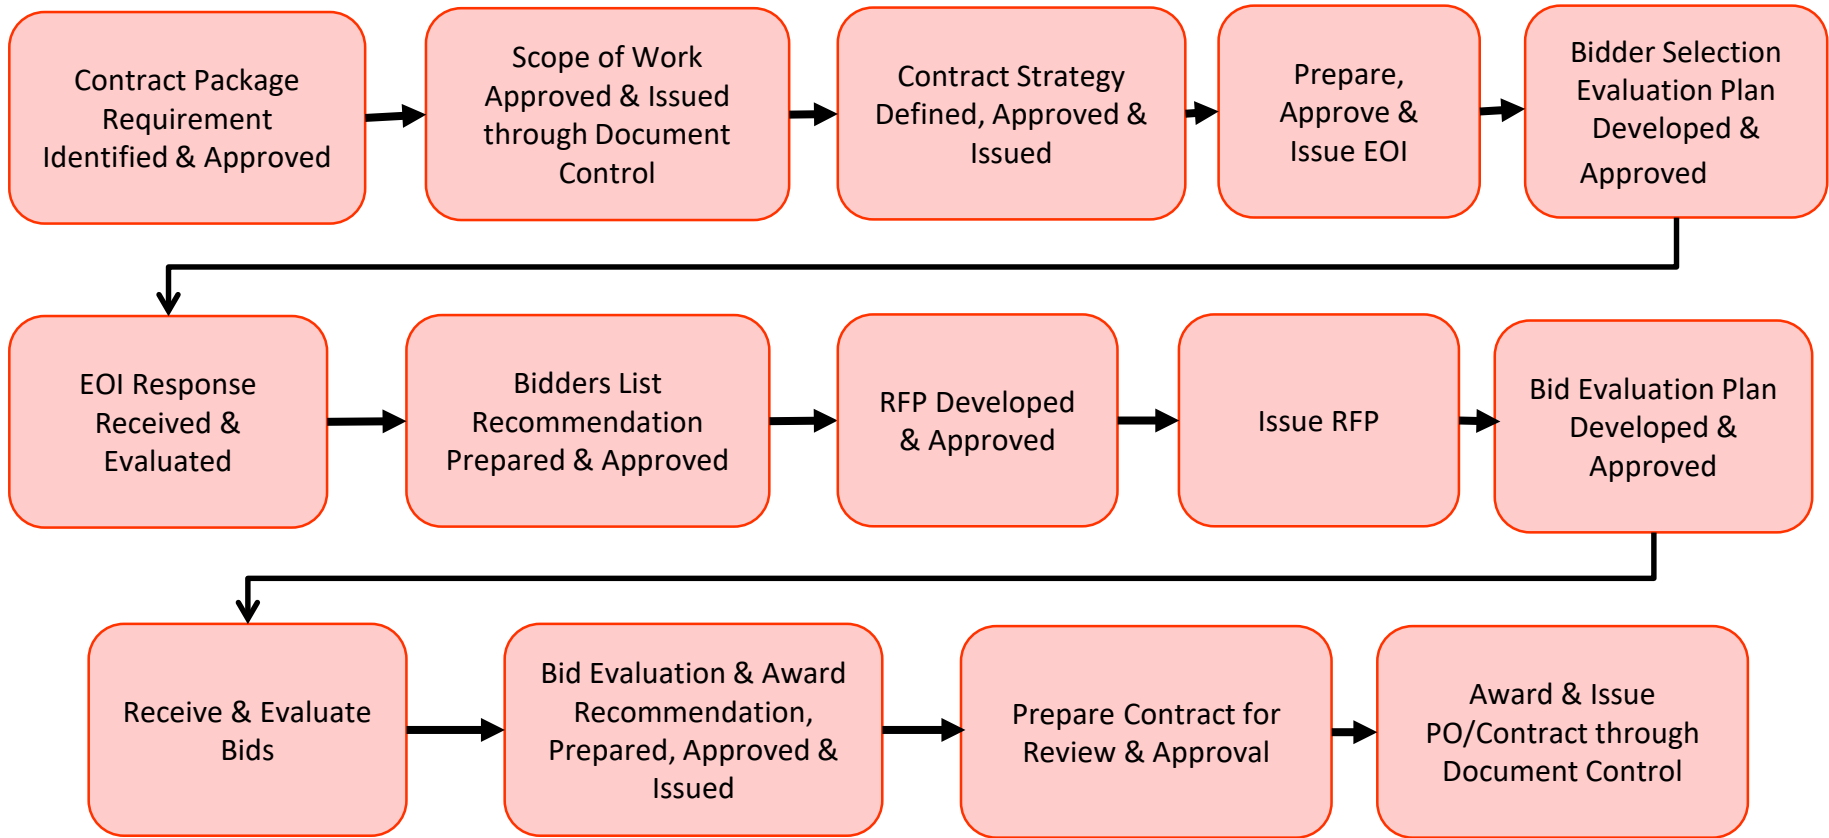 Contract Package
Requirement
Identified & Approved
Scope of Work
Approved & Issued
through Document
Control
Contract Strategy
Defined, Approved &
Issued
Prepare,
Approve &
Issue EOI
Bidder Selection
Evaluation Plan
Developed &
Approved
EOI Response
Received &
Evaluated
Bidders List
Recommendation
Prepared & Approved
RFP Developed
& Approved
Issue RFP
Bid Evaluation Plan
Developed &
Approved
Receive & Evaluate
Bids
Bid Evaluation & Award
Recommendation,
Prepared, Approved &
Issued
Prepare Contract for
Review & Approval
Award & Issue
PO/Contract through
Document Control